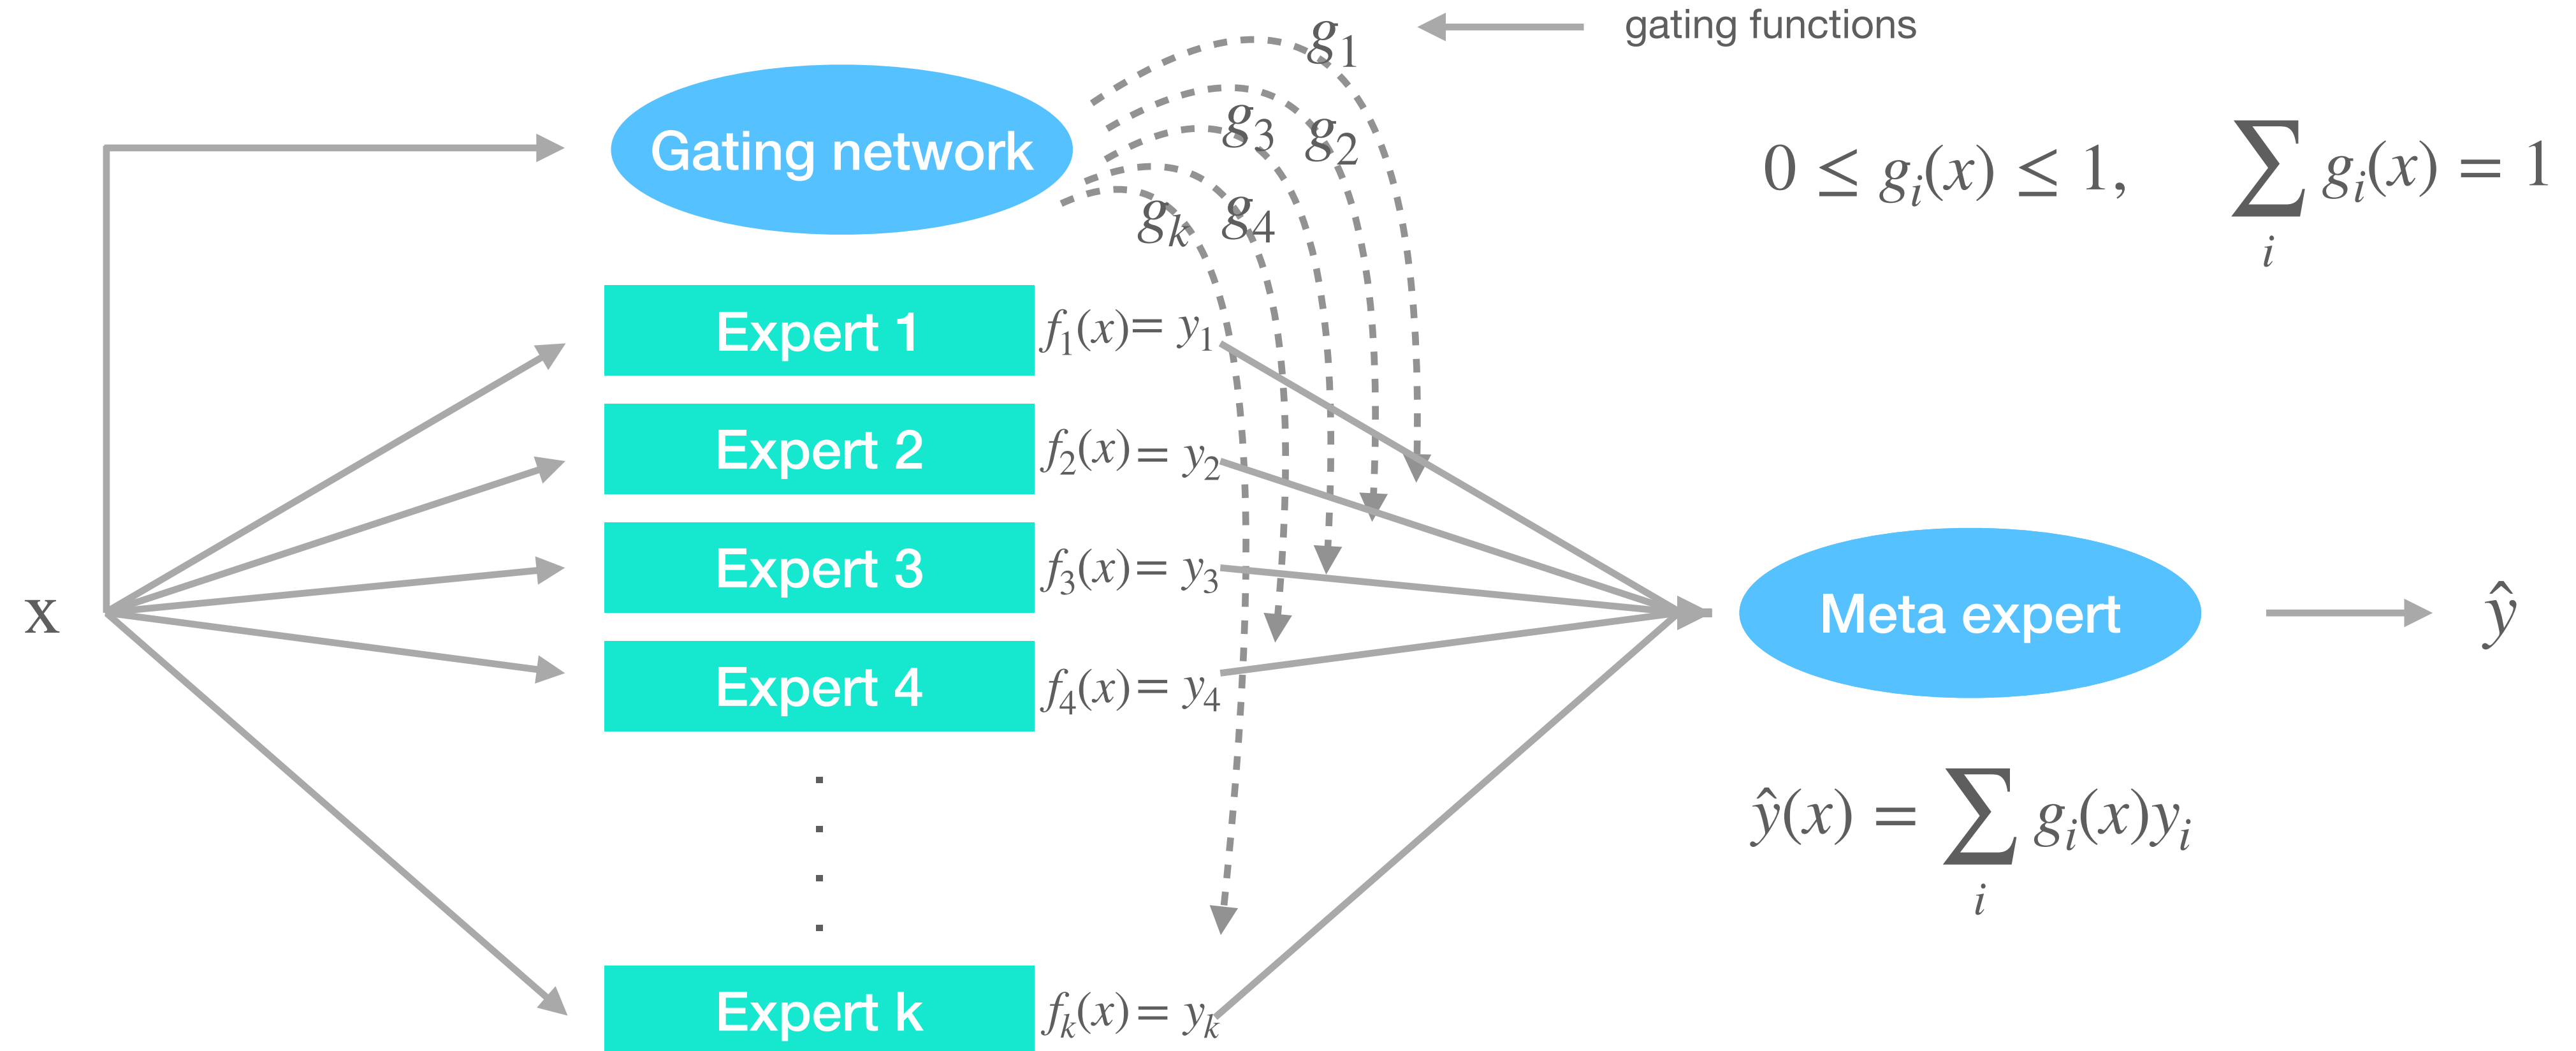 g₁
gating functions
Gating network
g₃
g₂
gₖ
g₄
0 ≤ gᵢ(x) ≤ 1, ∑ᵢ gᵢ(x) = 1
Expert 1
f₁(x) = y₁
Expert 2
f₂(x) = y₂
Expert 3
f₃(x) = y₃
x
Meta expert
ŷ
Expert 4
f₄(x) = y₄
ŷ(x) = ∑ᵢ gᵢ(x)yᵢ
Expert k
fₖ(x) = yₖ